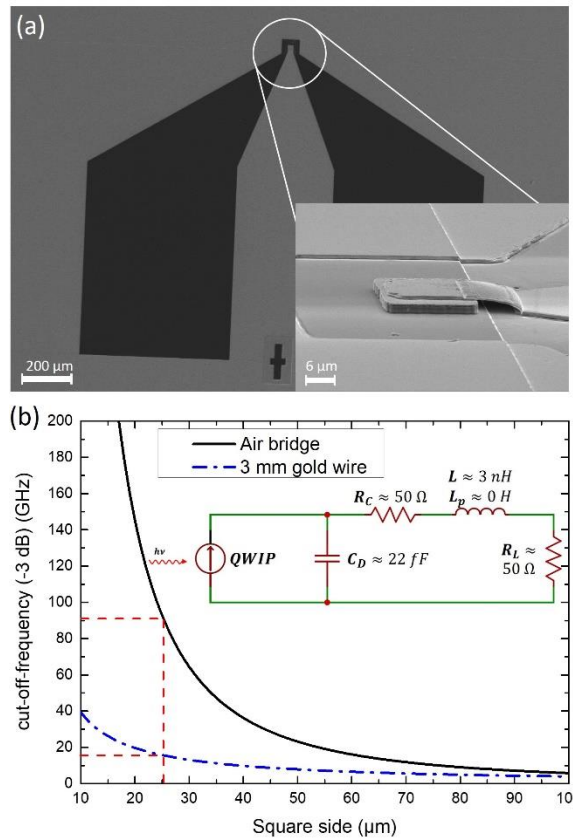 (a)
200 μm
6 μm
(b)
Air bridge
3 mm gold wire
L ≈ 3 nH
R_C ≈ 50 Ω
L_p ≈ 0 H
hν
QWIP
C_D ≈ 22 fF
R_L ≈
50 Ω
cut-off-frequency (-3 dB) (GHz)
200
180
160
140
120
100
80
60
40
20
0
10 20 30 40 50 60 70 80 90 100
Square side (μm)